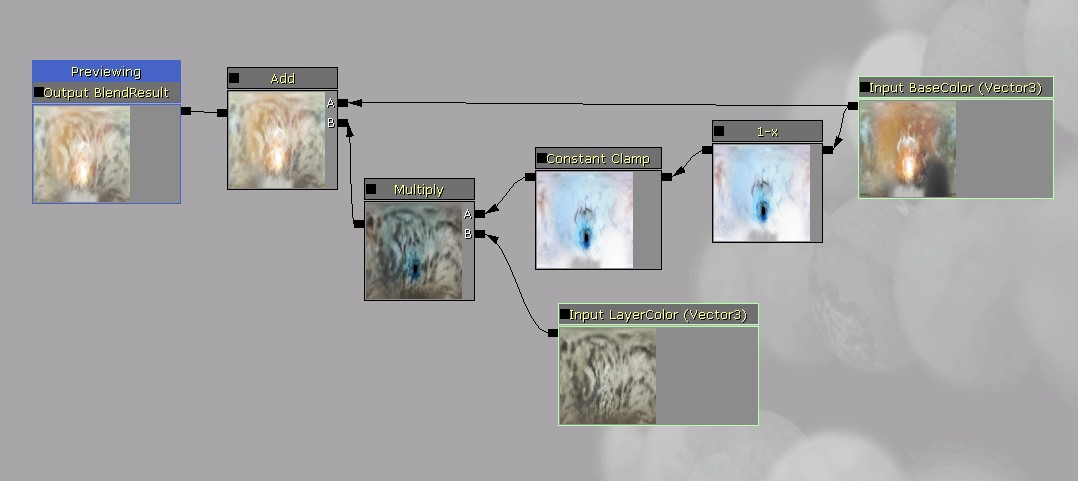 Previewing
Output BlendResult
Add
A
B
Multiply
A
B
Constant Clamp
1-x
Input BaseColor (Vector3)
Input LayerColor (Vector3)